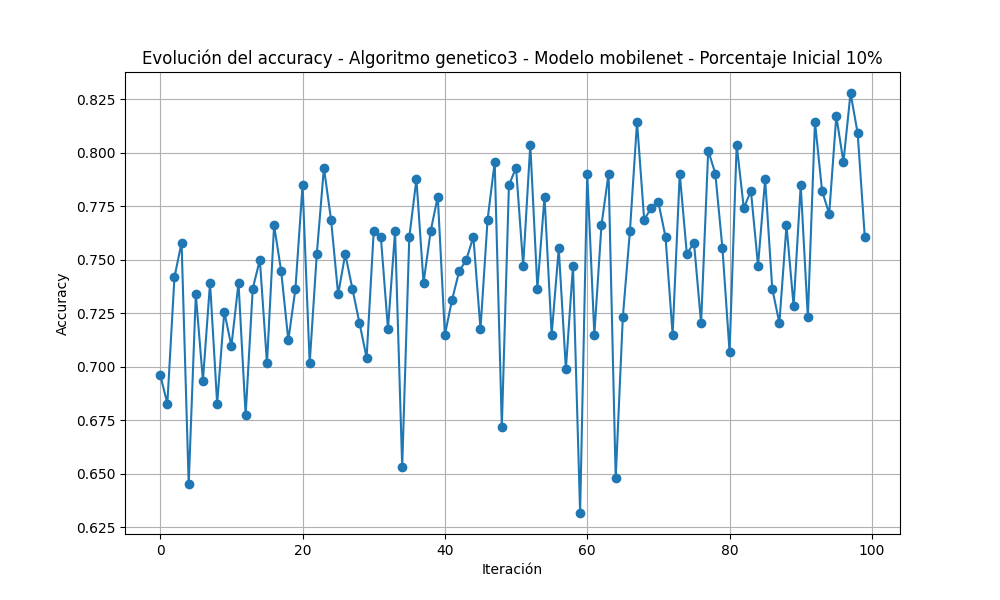 Evolución del accuracy - Algoritmo genetico3 - Modelo mobilenet - Porcentaje Inicial 10%
Accuracy
0.825
0.800
0.775
0.750
0.725
0.700
0.675
0.650
0.625
0 20 40 60 80 100
Iteración